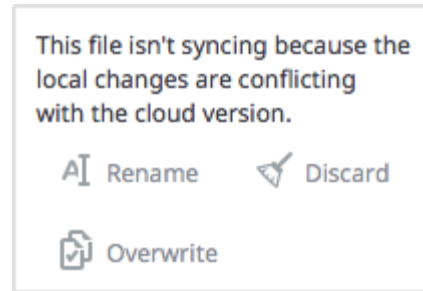 This file isn't syncing because the
local changes are conflicting
with the cloud version.
Rename Discard
Overwrite